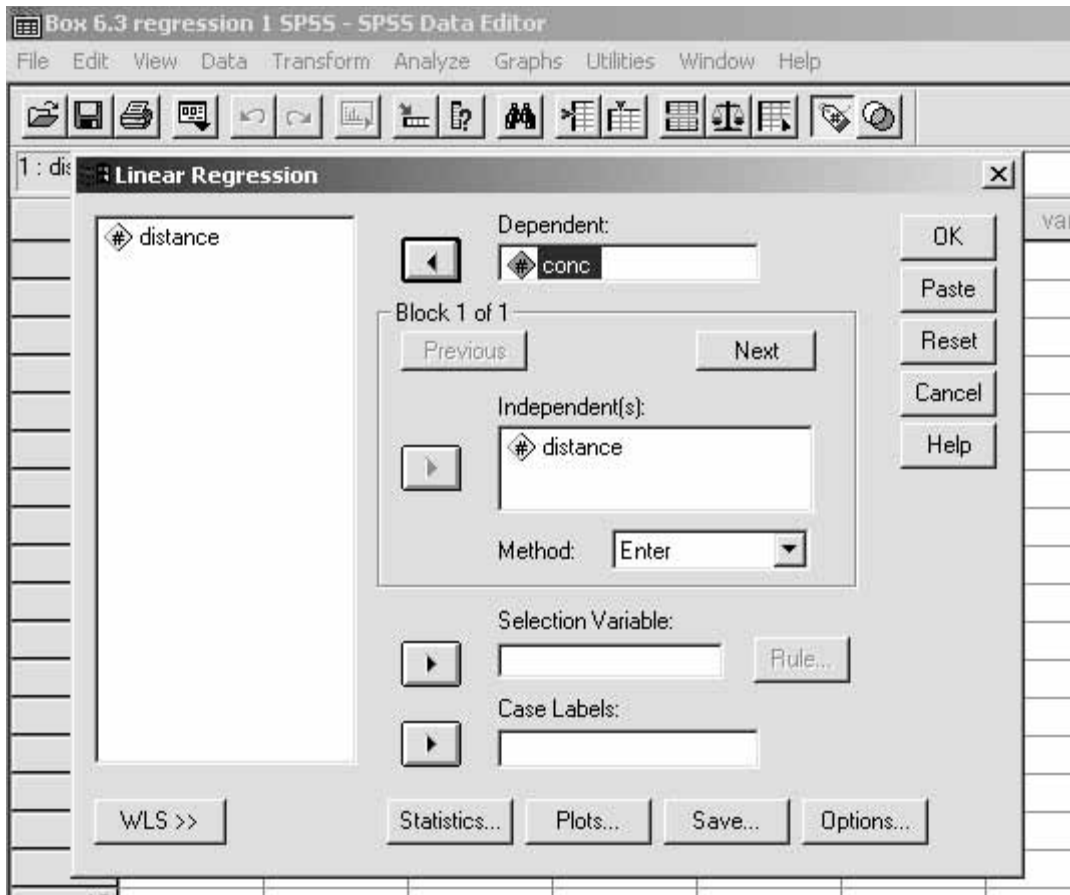 Box 6.3 regression 1 SPSS - SPSS Data Editor
File Edit View Data Transform Analyze Graphs Utilities Window Help
1 : dis
Linear Regression
distance
Dependent:
conc
OK
var
Paste
Block 1 of 1
Previous Next
Reset
Cancel
Independent(s):
distance
Help
Method: Enter
Selection Variable:
Rule...
Case Labels:
WLS >> Statistics... Plots... Save... Options...